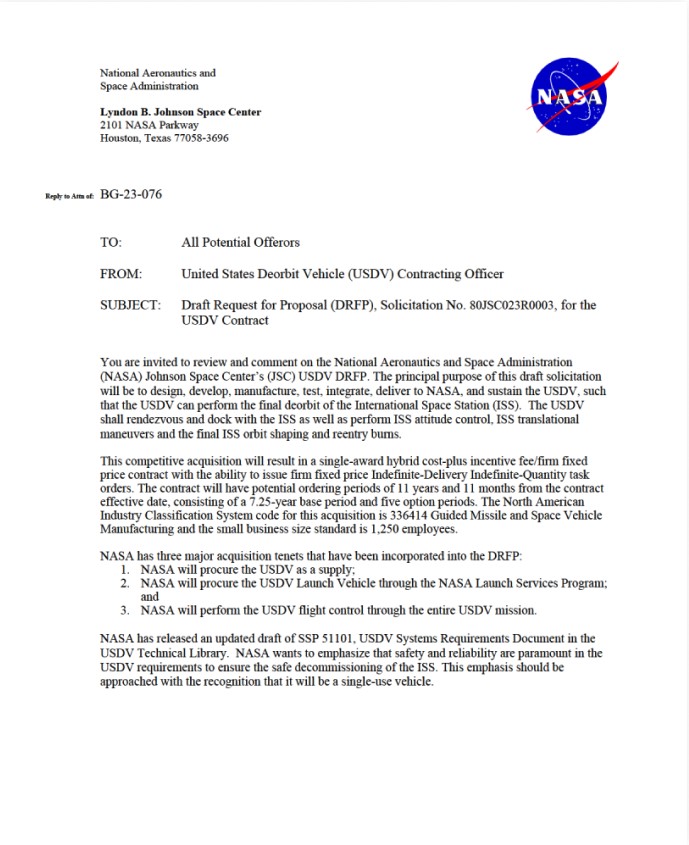 National Aeronautics and
Space Administration
NASA
Lyndon B. Johnson Space Center
2101 NASA Parkway
Houston, Texas 77058-3696
Reply to Attn of: BG-23-076
TO: All Potential Offerors
FROM: United States Deorbit Vehicle (USDV) Contracting Officer
SUBJECT: Draft Request for Proposal (DRFP), Solicitation No. 80JSC023R0003, for the
USDV Contract
You are invited to review and comment on the National Aeronautics and Space Administration
(NASA) Johnson Space Center's (JSC) USDV DRFP. The principal purpose of this draft solicitation
will be to design, develop, manufacture, test, integrate, deliver to NASA, and sustain the USDV, such
that the USDV can perform the final deorbit of the International Space Station (ISS). The USDV
shall rendezvous and dock with the ISS as well as perform ISS attitude control, ISS translational
maneuvers and the final ISS orbit shaping and reentry burns.
This competitive acquisition will result in a single-award hybrid cost-plus incentive fee/firm fixed
price contract with the ability to issue firm fixed price Indefinite-Delivery Indefinite-Quantity task
orders. The contract will have potential ordering periods of 11 years and 11 months from the contract
effective date, consisting of a 7.25-year base period and five option periods. The North American
Industry Classification System code for this acquisition is 336414 Guided Missile and Space Vehicle
Manufacturing and the small business size standard is 1,250 employees.
NASA has three major acquisition tenets that have been incorporated into the DRFP:
1. NASA will procure the USDV as a supply;
2. NASA will procure the USDV Launch Vehicle through the NASA Launch Services Program;
and
3. NASA will perform the USDV flight control through the entire USDV mission.
NASA has released an updated draft of SSP 51101, USDV Systems Requirements Document in the
USDV Technical Library. NASA wants to emphasize that safety and reliability are paramount in the
USDV requirements to ensure the safe decommissioning of the ISS. This emphasis should be
approached with the recognition that it will be a single-use vehicle.